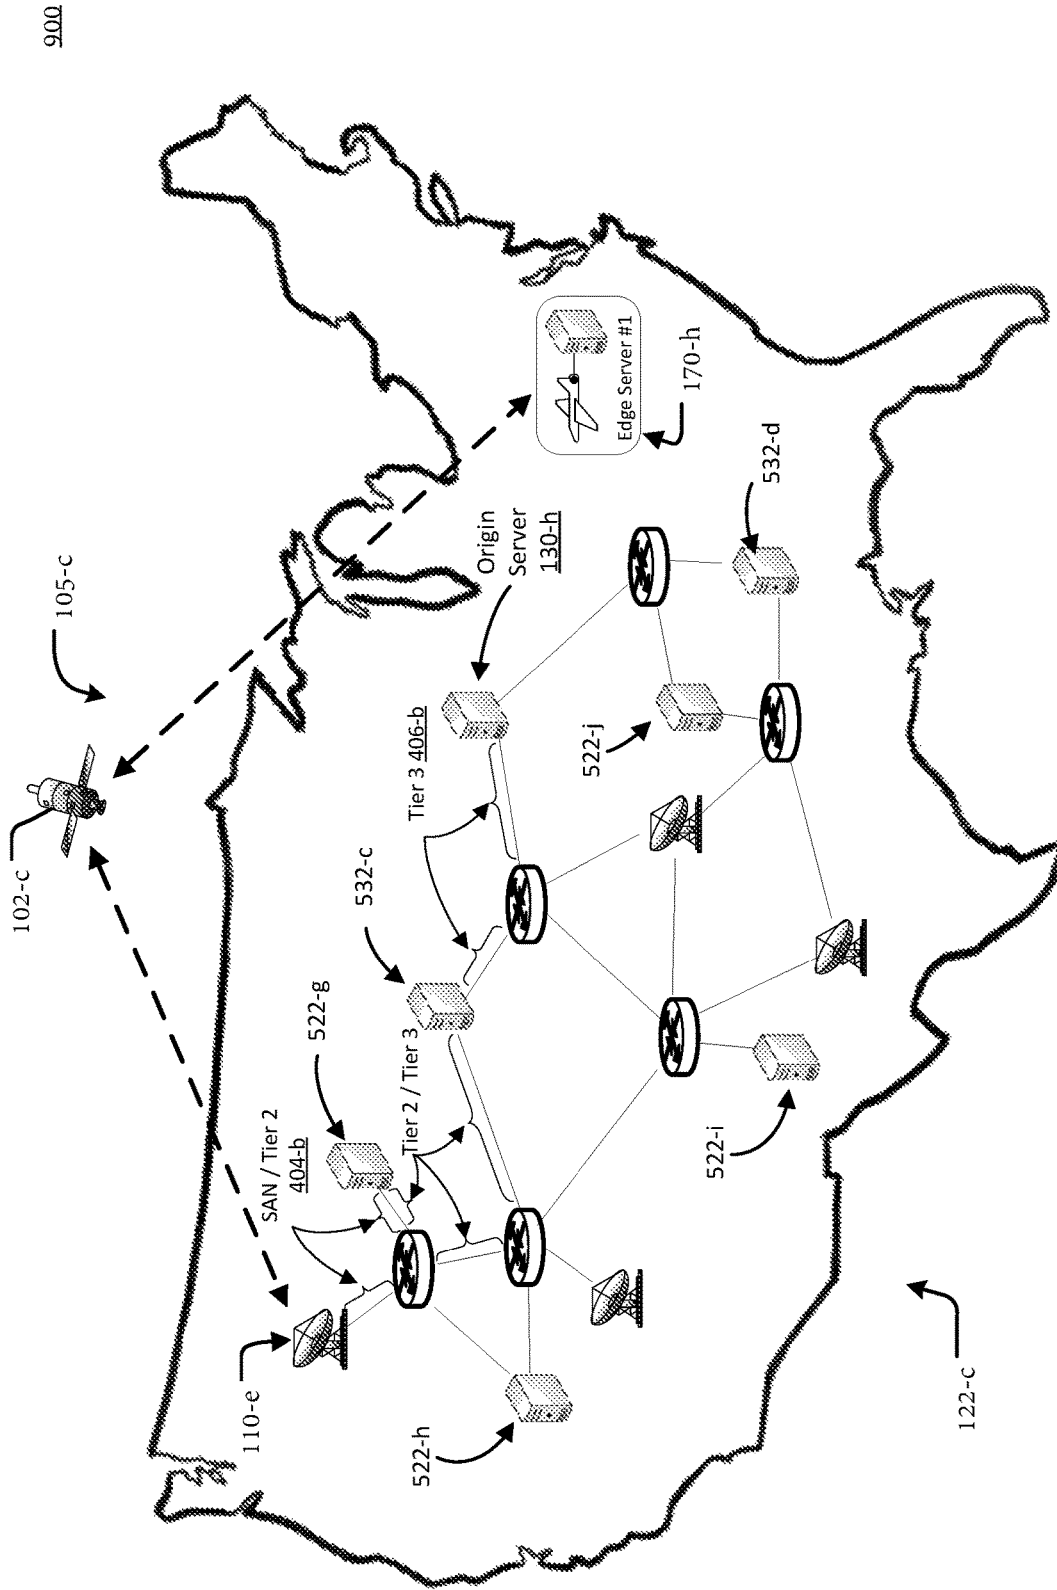 900
102-c
105-c
110-e
SAN / Tier 2
404-b
522-g
532-c
Tier 3 406-b
Tier 2 / Tier 3
Origin
Server
130-h
Edge Server #1
170-h
522-h
522-i
522-j
532-d
122-c